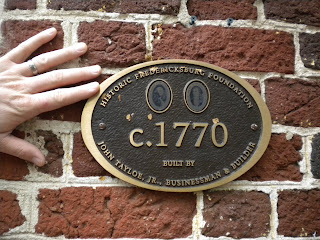 HISTORIC FREDERICKSBURG FOUNDATION
c.1770
BUILT BY
JOHN TAYLOR, JR., BUSINESSMAN & BUILDER